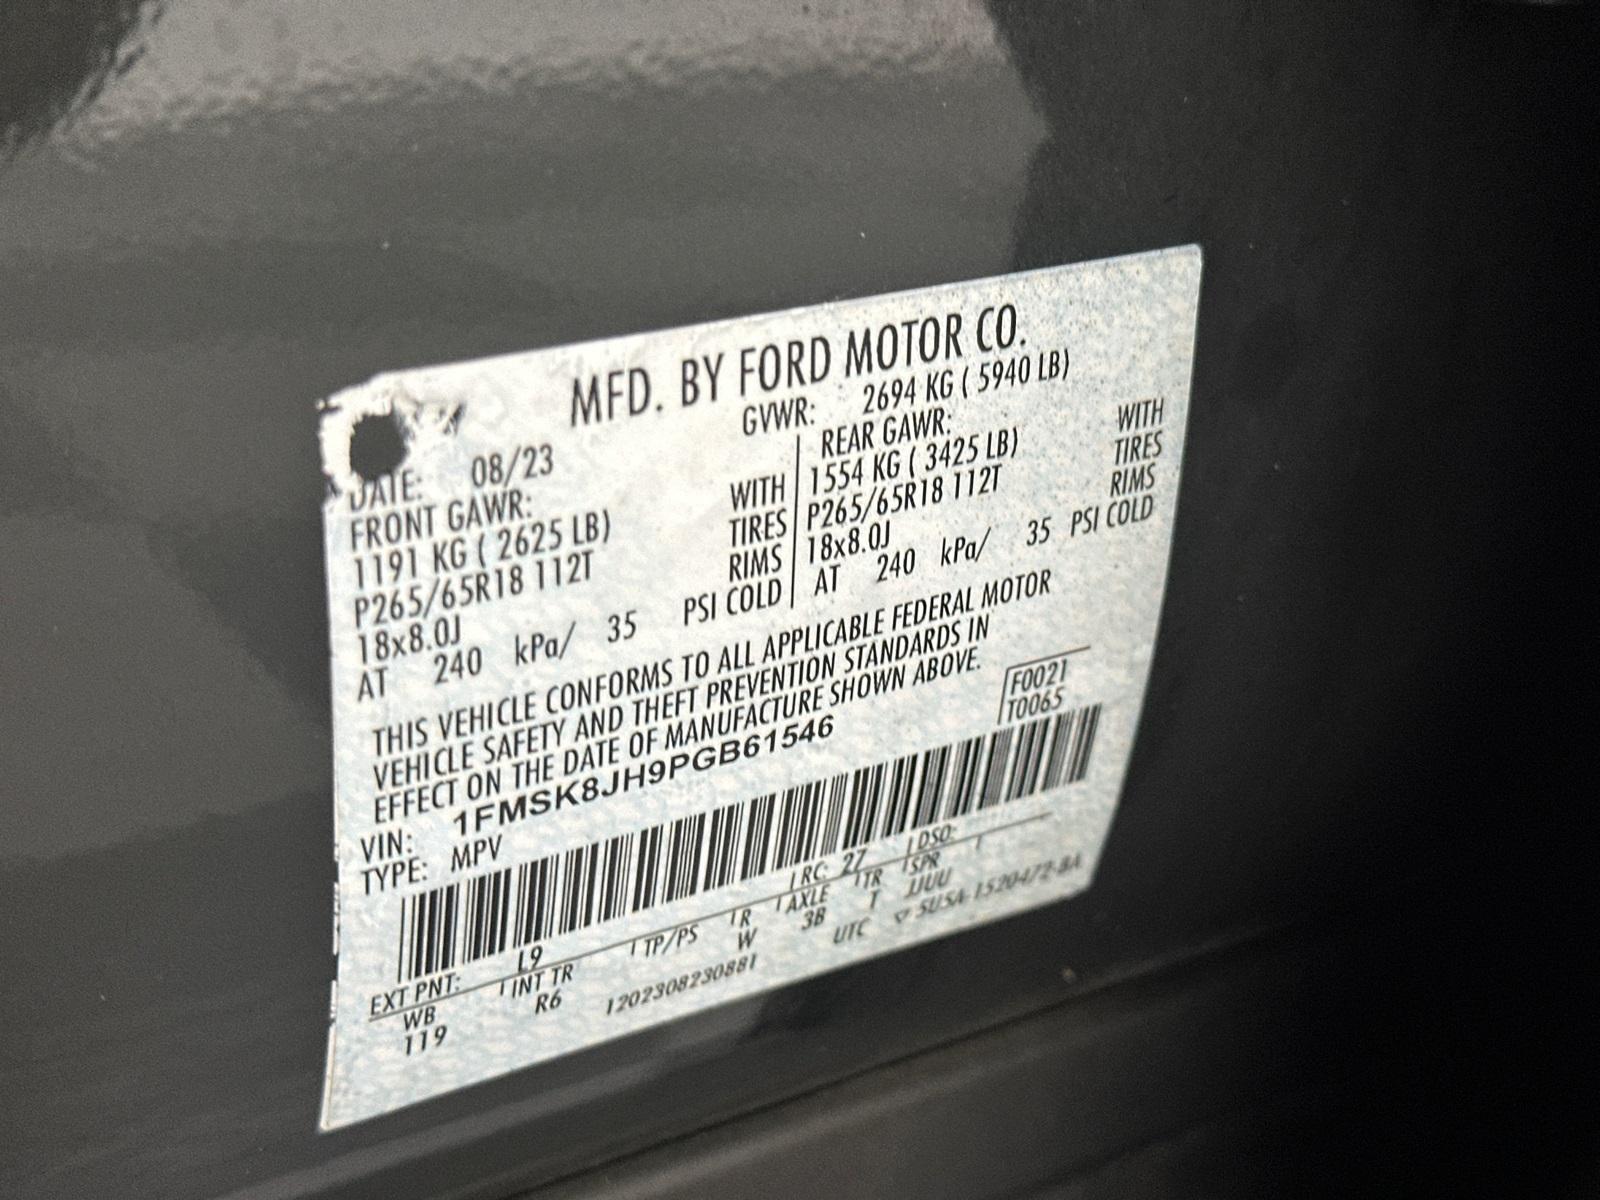 MFD. BY FORD MOTOR CO.
DATE: 08/23 GVWR: 2694 KG ( 5940 LB)
FRONT GAWR: REAR GAWR:
1191 KG ( 2625 LB) WITH 1554 KG ( 3425 LB) WITH
P265/65R18 112T TIRES P265/65R18 112T TIRES
18x8.0J RIMS 18x8.0J RIMS
AT 240 kPa/ 35 PSI COLD AT 240 kPa/ 35 PSI COLD
THIS VEHICLE CONFORMS TO ALL APPLICABLE FEDERAL MOTOR
VEHICLE SAFETY AND THEFT PREVENTION STANDARDS IN
EFFECT ON THE DATE OF MANUFACTURE SHOWN ABOVE.
VIN: 1FMSK8JH9PGB61546 F0021
TYPE: MPV T0065
EXT PNT: L9 RC: 27 DSO:
WB INT TR TP/PS R AXLE TR SPR
119 R6 W 3B T JJUU
1202308230881 UTC ▽ 5U5A-1520472-BA